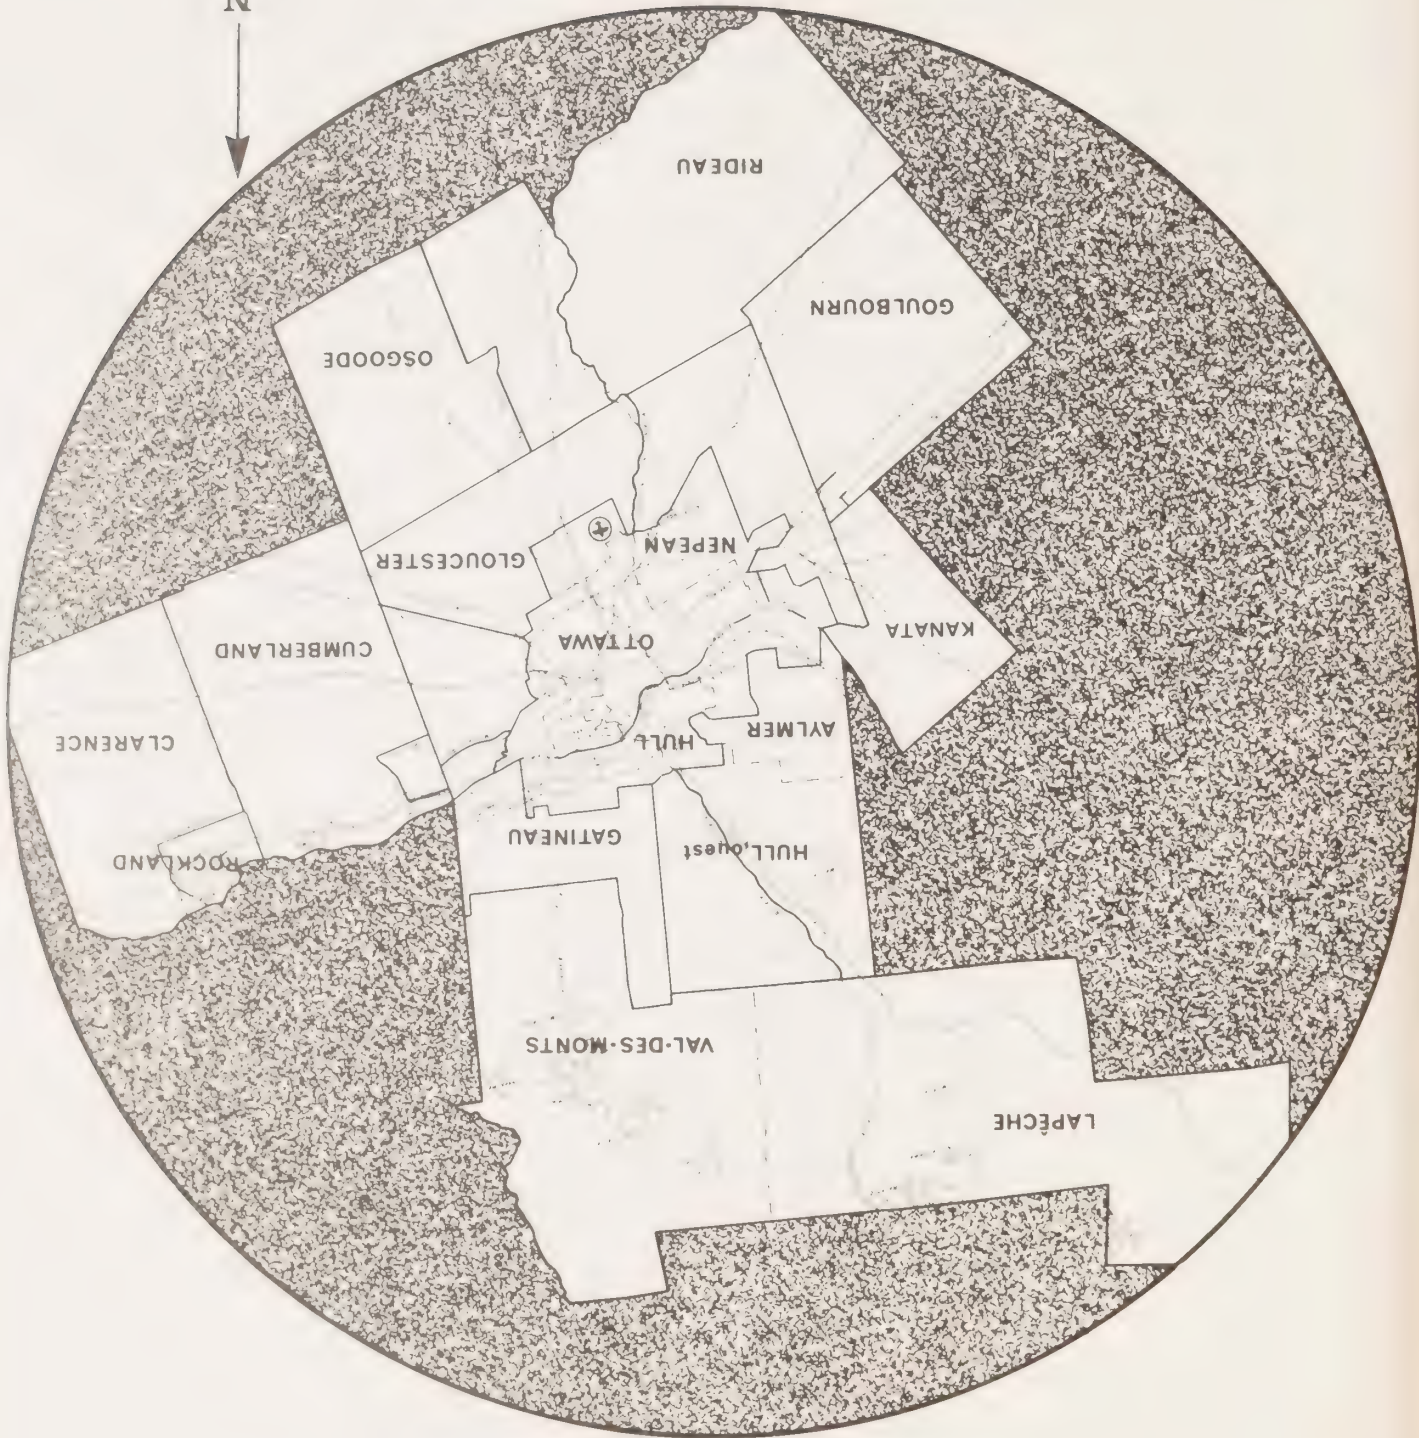 LAPÊCHE
VAL-DES-MONTS
HULL, ouest
GATINEAU
ROCKLAND
AYLMER
HULL
CLARENCE
KANATA
OTTAWA
CUMBERLAND
NEPEAN
GLOUCESTER
GOULBOURN
OSGOODE
RIDEAU
N